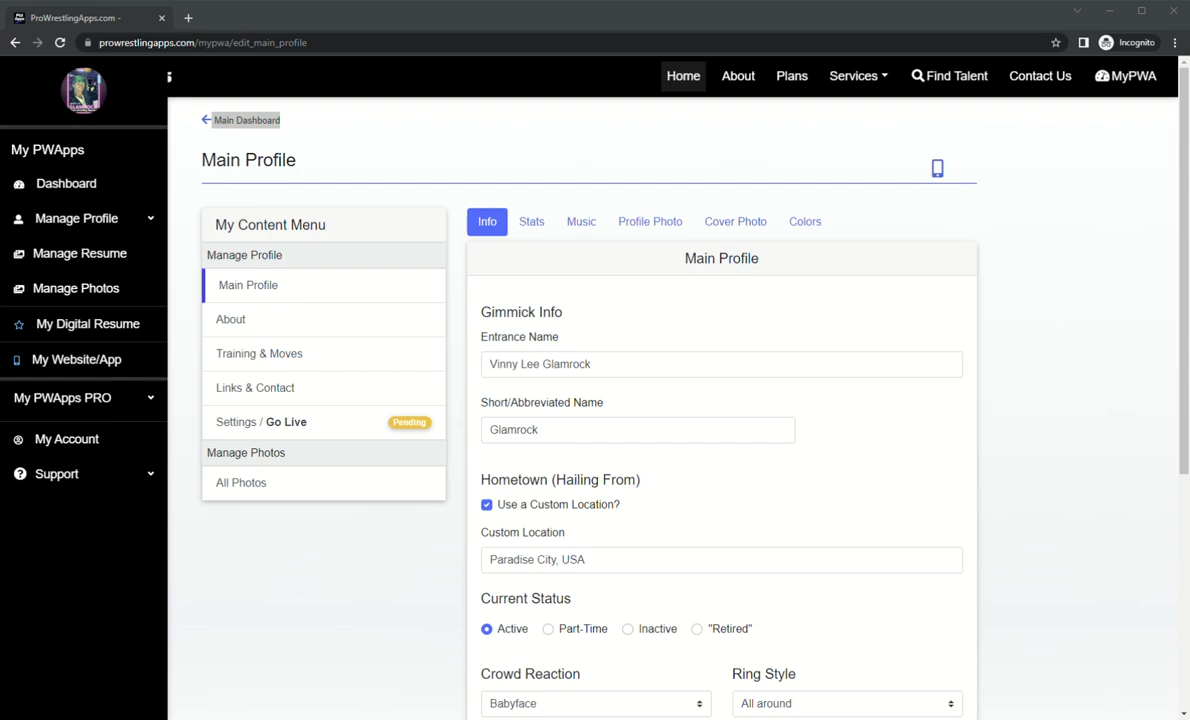 ProWrestlingApps.com -
prowrestlingapps.com/mypwa/edit_main_profile
Incognito
GLAMROCK
Home
About
Plans
Services
Find Talent
Contact Us
MyPWA
Main Dashboard
Main Profile
My PWApps
Dashboard
Manage Profile
Manage Resume
Manage Photos
My Digital Resume
My Website/App
My PWApps PRO
My Account
Support
My Content Menu
Manage Profile
Main Profile
About
Training & Moves
Links & Contact
Settings / Go Live
Pending
Manage Photos
All Photos
Info
Stats
Music
Profile Photo
Cover Photo
Colors
Main Profile
Gimmick Info
Entrance Name
Vinny Lee Glamrock
Short/Abbreviated Name
Glamrock
Hometown (Hailing From)
Use a Custom Location?
Custom Location
Paradise City, USA
Current Status
Active
Part-Time
Inactive
"Retired"
Crowd Reaction
Ring Style
Babyface
All around